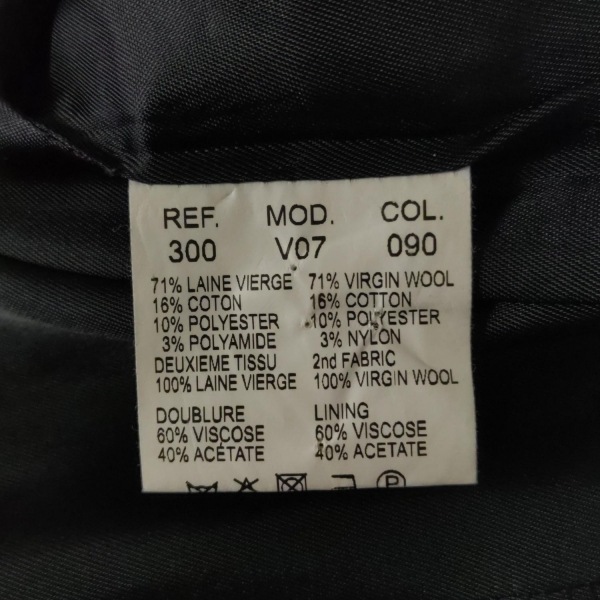 REF. MOD. COL.
300 V07 090
71% LAINE VIERGE 71% VIRGIN WOOL
16% COTON 16% COTTON
10% POLYESTER 10% POLYESTER
3% POLYAMIDE 3% NYLON
DEUXIEME TISSU 2nd FABRIC
100% LAINE VIERGE 100% VIRGIN WOOL
DOUBLURE LINING
60% VISCOSE 60% VISCOSE
40% ACÉTATE 40% ACETATE
P